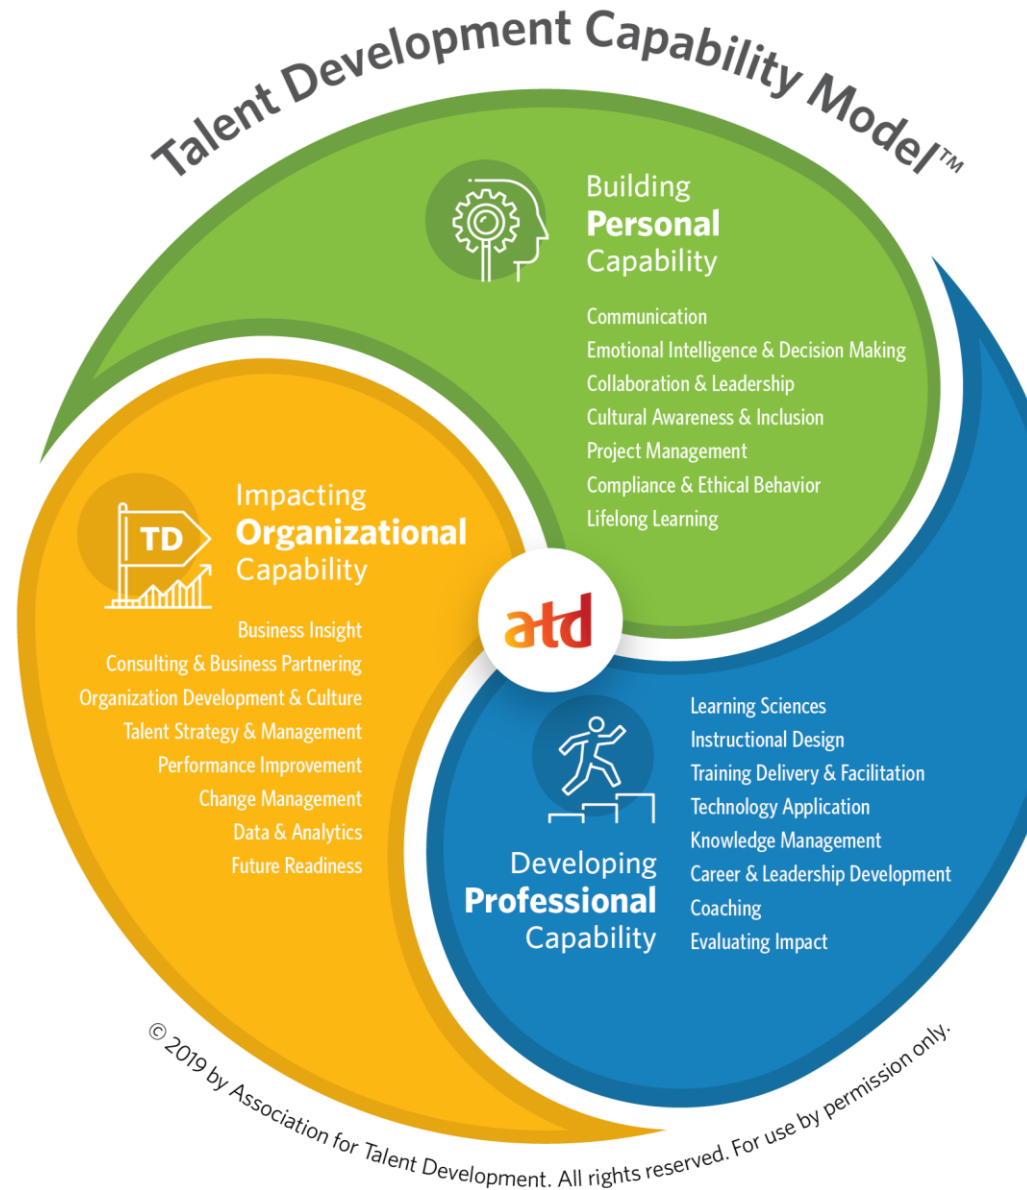 Talent Development Capability Model™
Building
Personal
Capability
Communication
Emotional Intelligence & Decision Making
Collaboration & Leadership
Cultural Awareness & Inclusion
Project Management
Compliance & Ethical Behavior
Lifelong Learning
TD
Impacting
Organizational
Capability
Business Insight
Consulting & Business Partnering
Organization Development & Culture
Talent Strategy & Management
Performance Improvement
Change Management
Data & Analytics
Future Readiness
atd
Developing
Professional
Capability
Learning Sciences
Instructional Design
Training Delivery & Facilitation
Technology Application
Knowledge Management
Career & Leadership Development
Coaching
Evaluating Impact
© 2019 by Association for Talent Development. All rights reserved. For use by permission only.